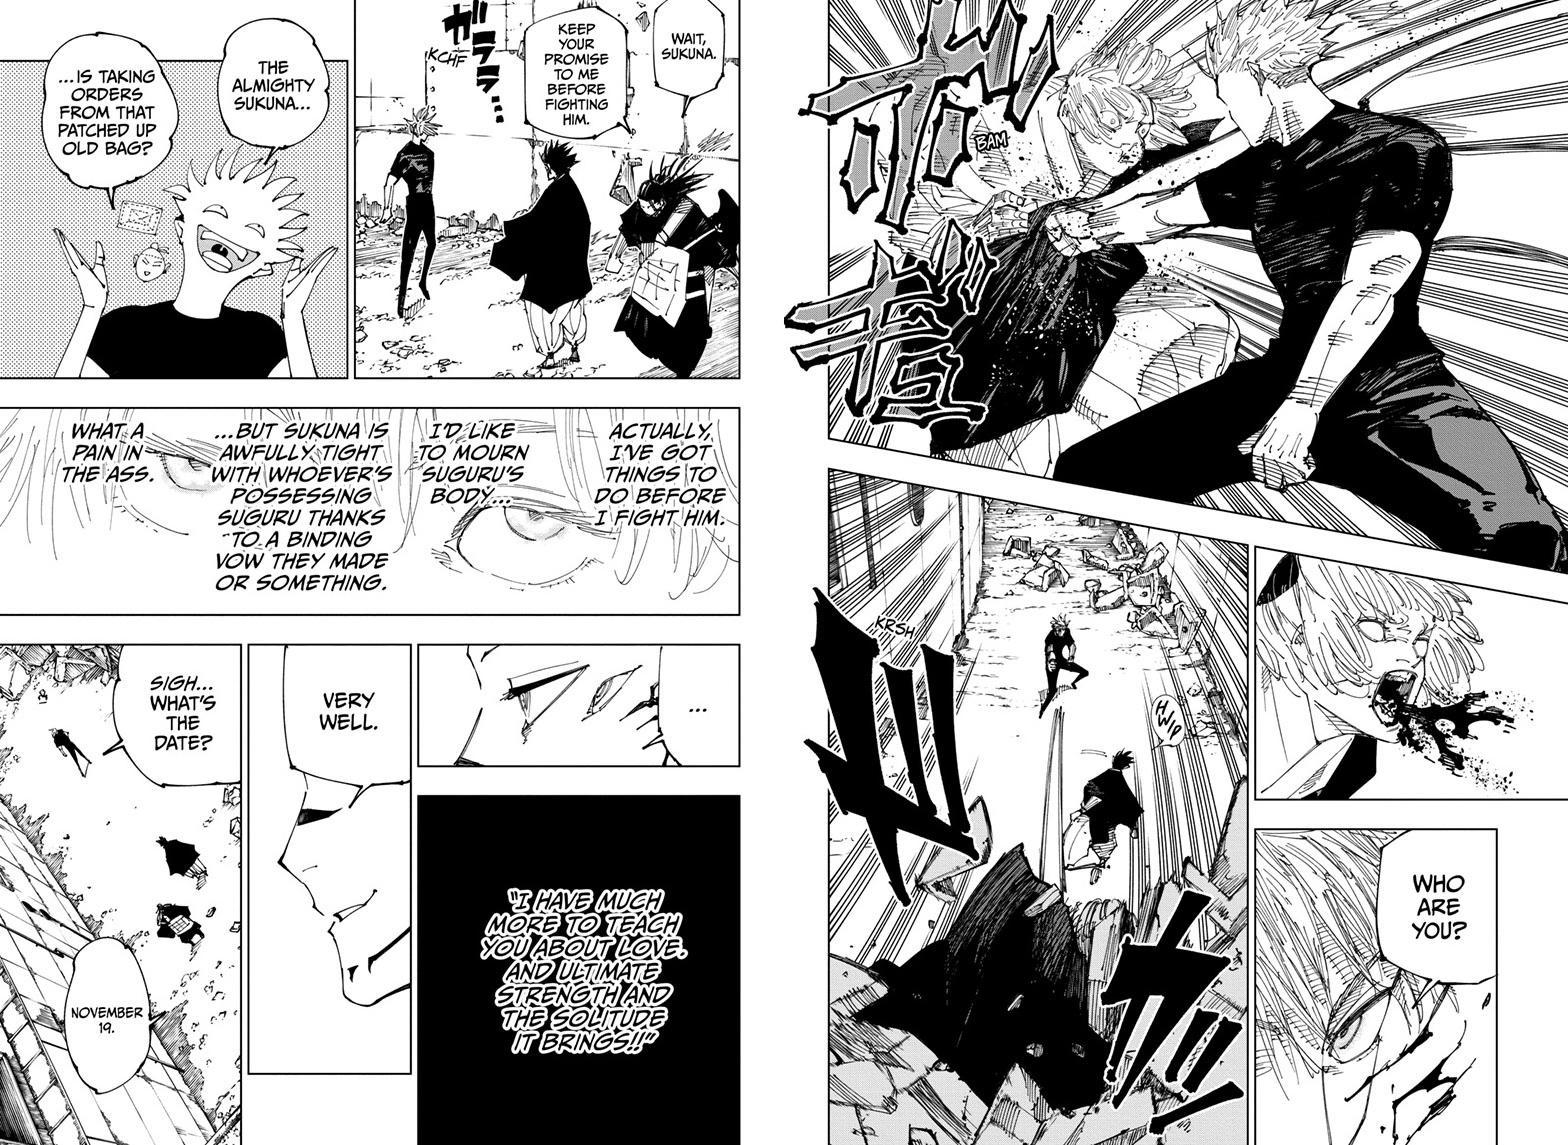 BAM
KRSH
HWIP
WHO
ARE
YOU?
WAIT,
SUKUNA.
KEEP
YOUR
PROMISE
TO ME
BEFORE
FIGHTING
HIM.
ガララ
KCHF
THE
ALMIGHTY
SUKUNA...
...IS TAKING
ORDERS
FROM THAT
PATCHED UP
OLD BAG?
ACTUALLY,
I'VE GOT
THINGS TO
DO BEFORE
I FIGHT HIM.
I'D LIKE
TO MOURN
SUGURU'S
BODY...
...BUT SUKUNA IS
AWFULLY TIGHT
WITH WHOEVER'S
POSSESSING
SUGURU THANKS
TO A BINDING
VOW THEY MADE
OR SOMETHING.
WHAT A
PAIN IN
THE ASS.
...
"I HAVE MUCH
MORE TO TEACH
YOU ABOUT LOVE.
AND ULTIMATE
STRENGTH AND
THE SOLITUDE
IT BRINGS!!"
VERY
WELL.
SIGH...
WHAT'S
THE
DATE?
NOVEMBER
19.